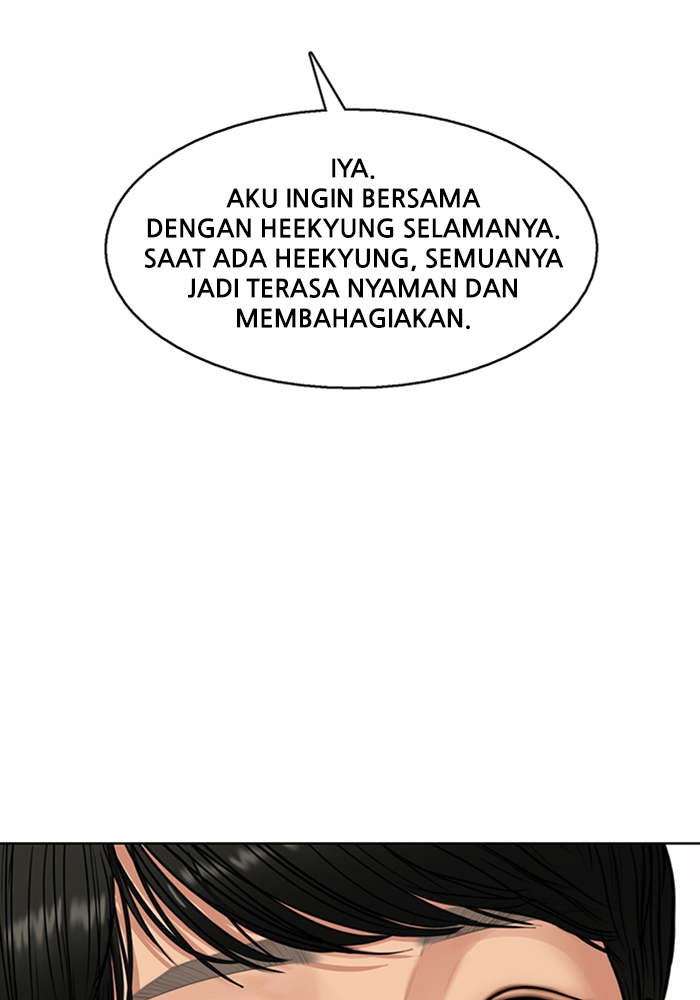 IYA.
AKU INGIN BERSAMA
DENGAN HEEKYUNG SELAMANYA.
SAAT ADA HEEKYUNG, SEMUANYA
JADI TERASA NYAMAN DAN
MEMBAHAGIAKAN.